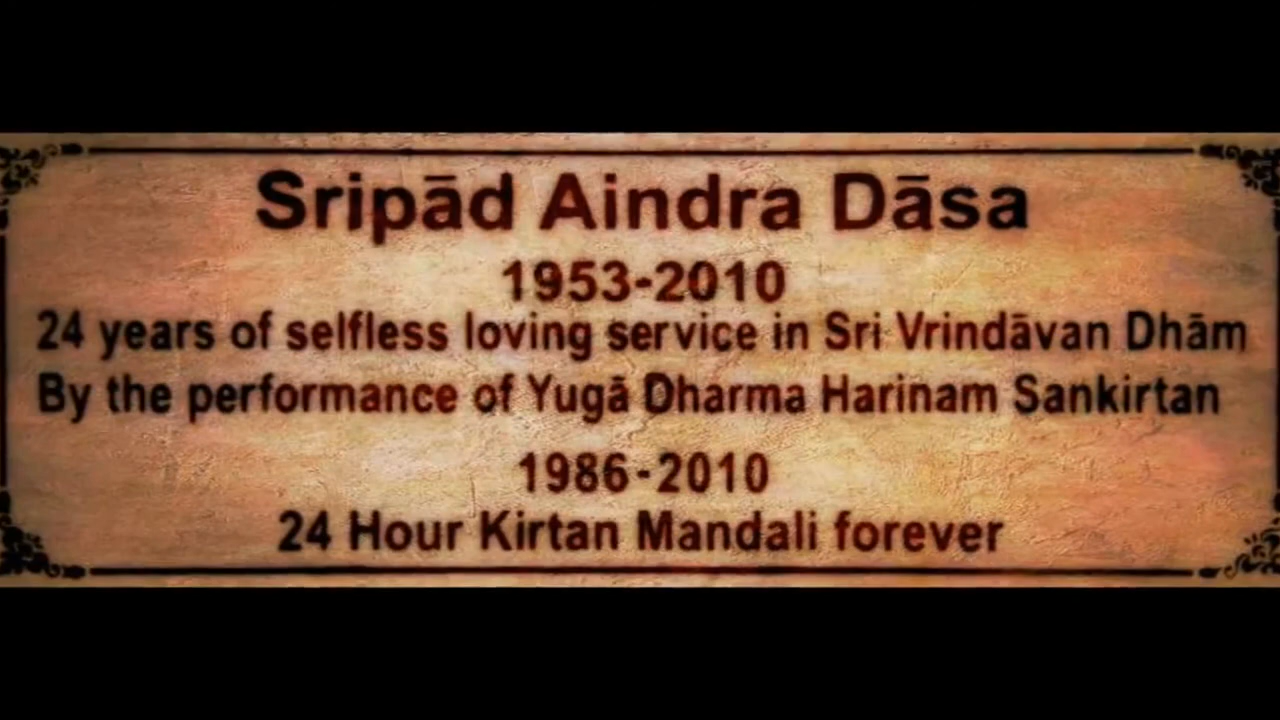 Sripād Aindra Dāsa
1953-2010
24 years of selfless loving service in Sri Vrindāvan Dhām
By the performance of Yugā Dharma Harinam Sankirtan
1986-2010
24 Hour Kirtan Mandali forever